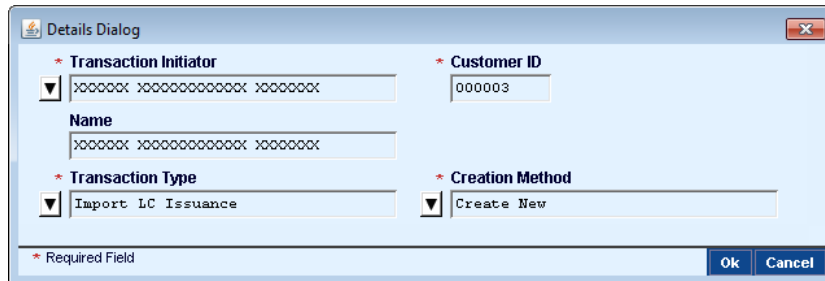 Details Dialog
* Transaction Initiator * Customer ID
XXXXXX XXXXXXXXXXXX XXXXXXX 000003
Name
XXXXXX XXXXXXXXXXXX XXXXXXX
* Transaction Type * Creation Method
Import LC Issuance Create New
* Required Field Ok Cancel